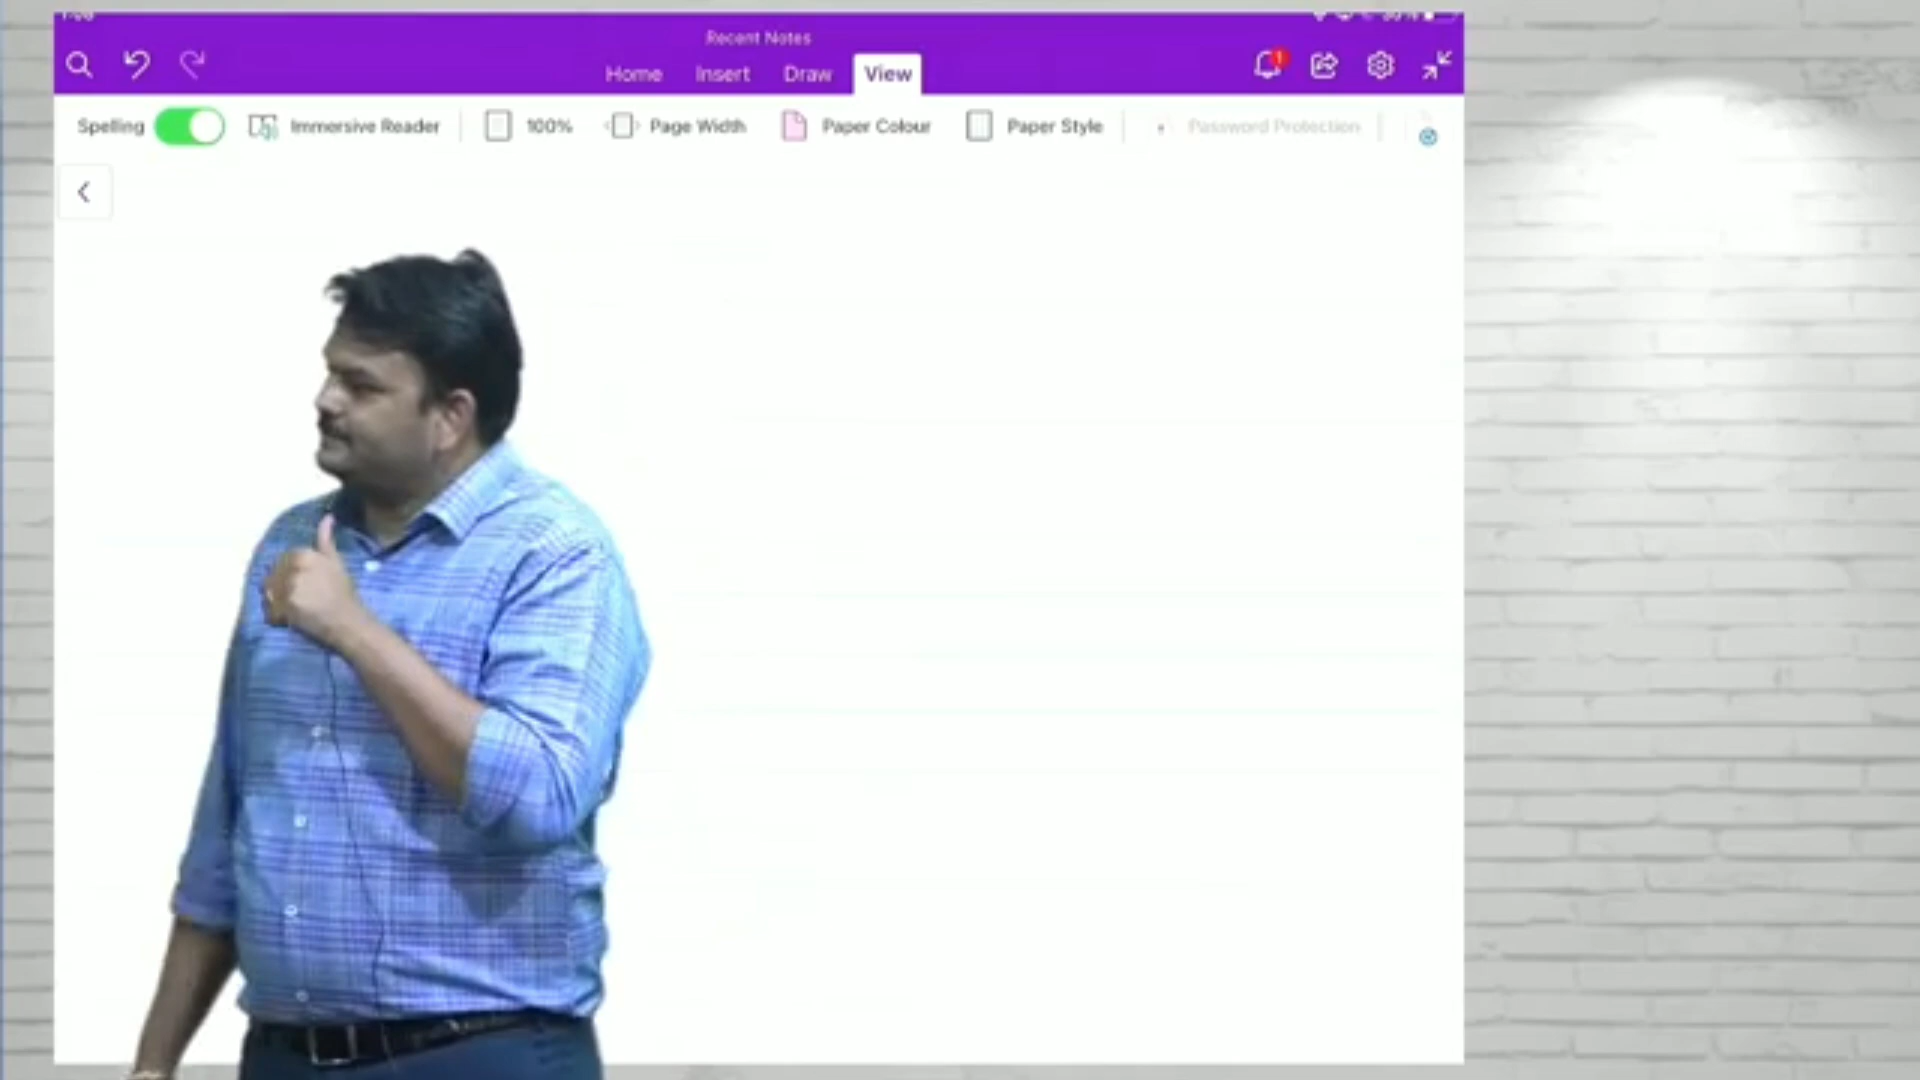 Recent Notes
Home Insert Draw View
Spelling Immersive Reader 100% Page Width Paper Colour Paper Style Password Protection